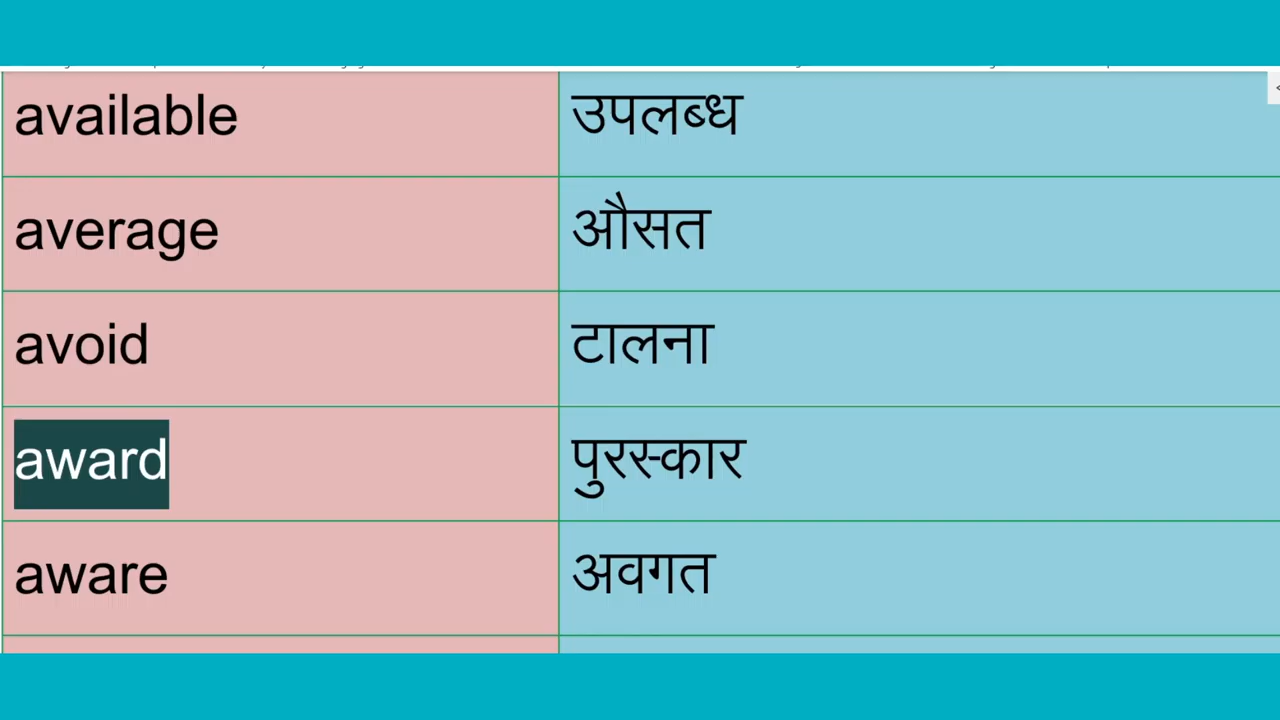 available उपलब्ध
average औसत
avoid टालना
award पुरस्कार
aware अवगत